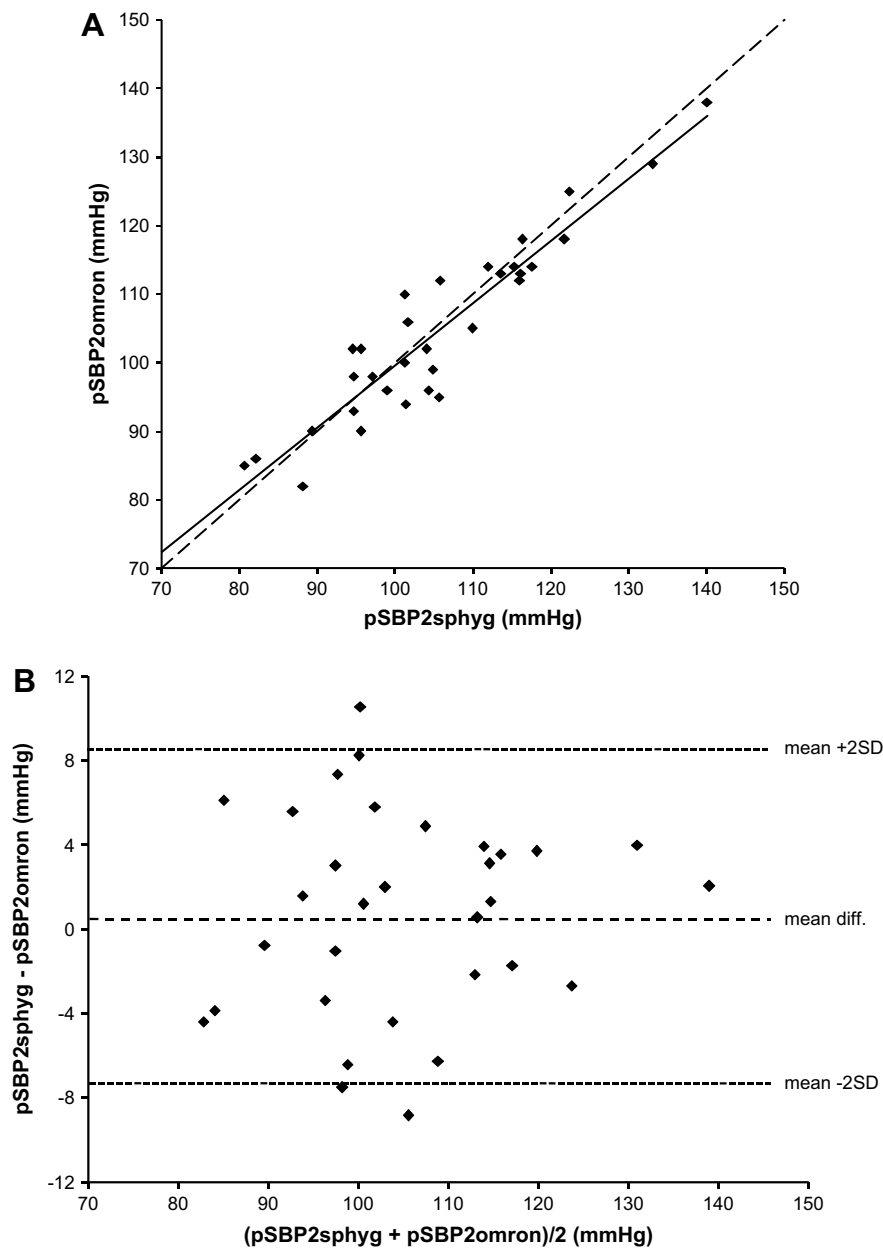 A
150
140
130
120
110
100
90
80
70
pSBP2omron (mmHg)
70 80 90 100 110 120 130 140 150
pSBP2sphyg (mmHg)
B
12
8
4
0
-4
-8
-12
pSBP2sphyg - pSBP2omron (mmHg)
mean +2SD
mean diff.
mean -2SD
70 80 90 100 110 120 130 140 150
(pSBP2sphyg + pSBP2omron)/2 (mmHg)